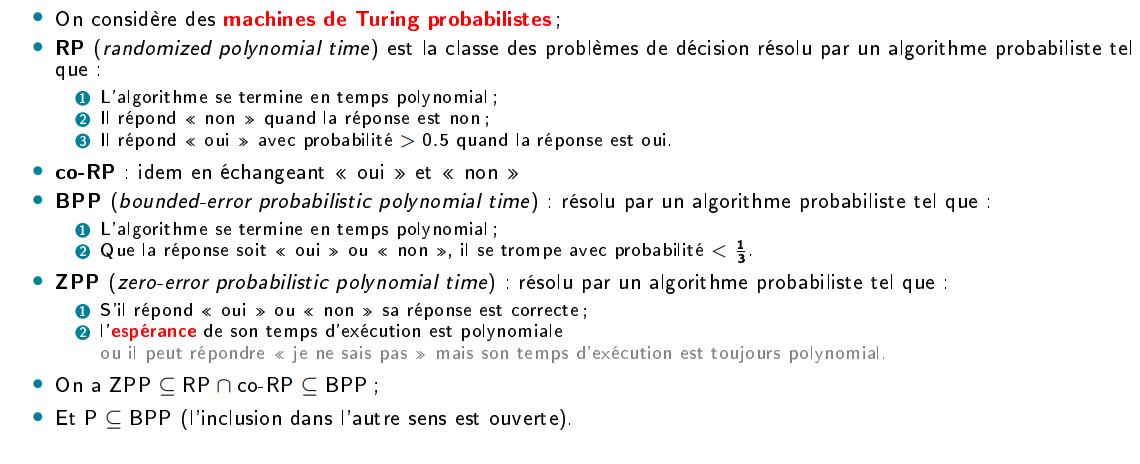 • On considère des machines de Turing probabilistes ;
• RP (randomized polynomial time) est la classe des problèmes de décision résolu par un algorithme probabiliste tel
que :
1 L'algorithme se termine en temps polynomial ;
2 Il répond « non » quand la réponse est non ;
3 Il répond « oui » avec probabilité > 0.5 quand la réponse est oui.
• co-RP : idem en échangeant « oui » et « non »
• BPP (bounded-error probabilistic polynomial time) : résolu par un algorithme probabiliste tel que :
1 L'algorithme se termine en temps polynomial ;
2 Que la réponse soit « oui » ou « non », il se trompe avec probabilité < 1/3.
• ZPP (zero-error probabilistic polynomial time) : résolu par un algorithme probabiliste tel que :
1 S'il répond « oui » ou « non » sa réponse est correcte ;
2 l'espérance de son temps d'exécution est polynomiale
ou il peut répondre « je ne sais pas » mais son temps d'exécution est toujours polynomial.
• On a ZPP ⊆ RP ∩ co-RP ⊆ BPP ;
• Et P ⊆ BPP (l'inclusion dans l'autre sens est ouverte).